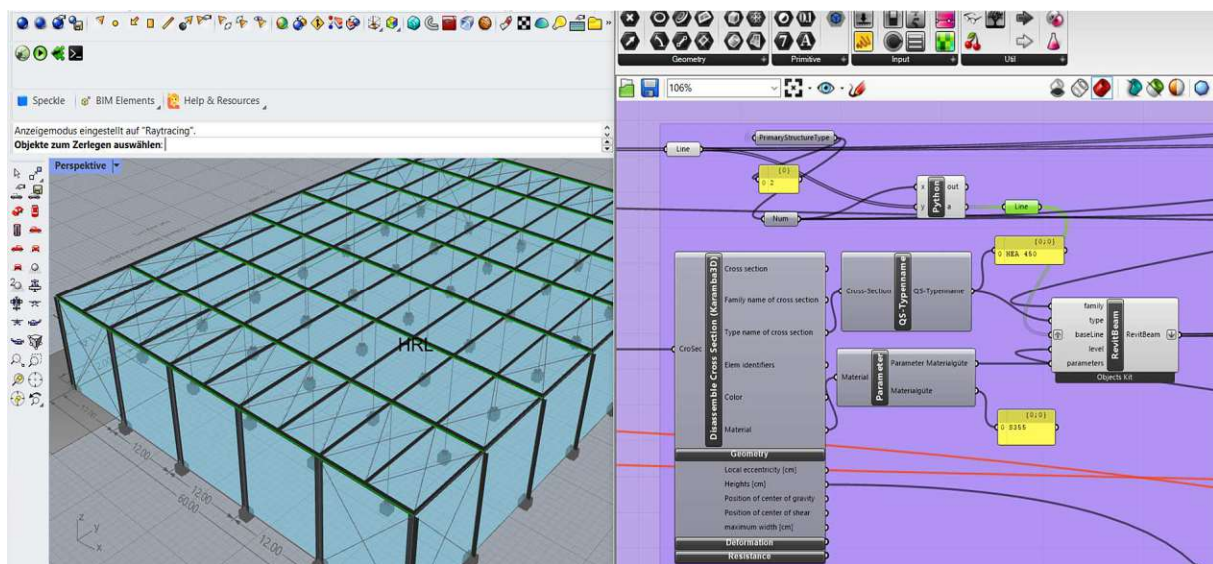 Speckle
BIM Elements
Help & Resources
Anzeigemodus eingestellt auf "Raytracing".
Objekte zum Zerlegen auswählen:
Perspektive
HRL
12.00
12.00
60.00
12.00
z
y
x
Geometry
Primitive
Input
Util
106%
PrimaryStructureType
Line
{0}
0 2
Num
x
y
Python
out
a
Line
{0;0}
0 HEA 450
CroSec
Disassemble Cross Section (Karamba3D)
Cross section
Family name of cross section
Type name of cross section
Elem identifiers
Color
Material
Geometry
Local eccentricity [cm]
Heights [cm]
Position of center of gravity
Position of center of shear
maximum width [cm]
Deformation
Resistance
Cross-Section
QS-Typenname
QS-Typenname
Material
Parameter
Parameter Materialgüte
Materialgüte
{0;0}
0 S355
family
type
baseLine
level
parameters
RevitBeam
RevitBeam
Objects Kit